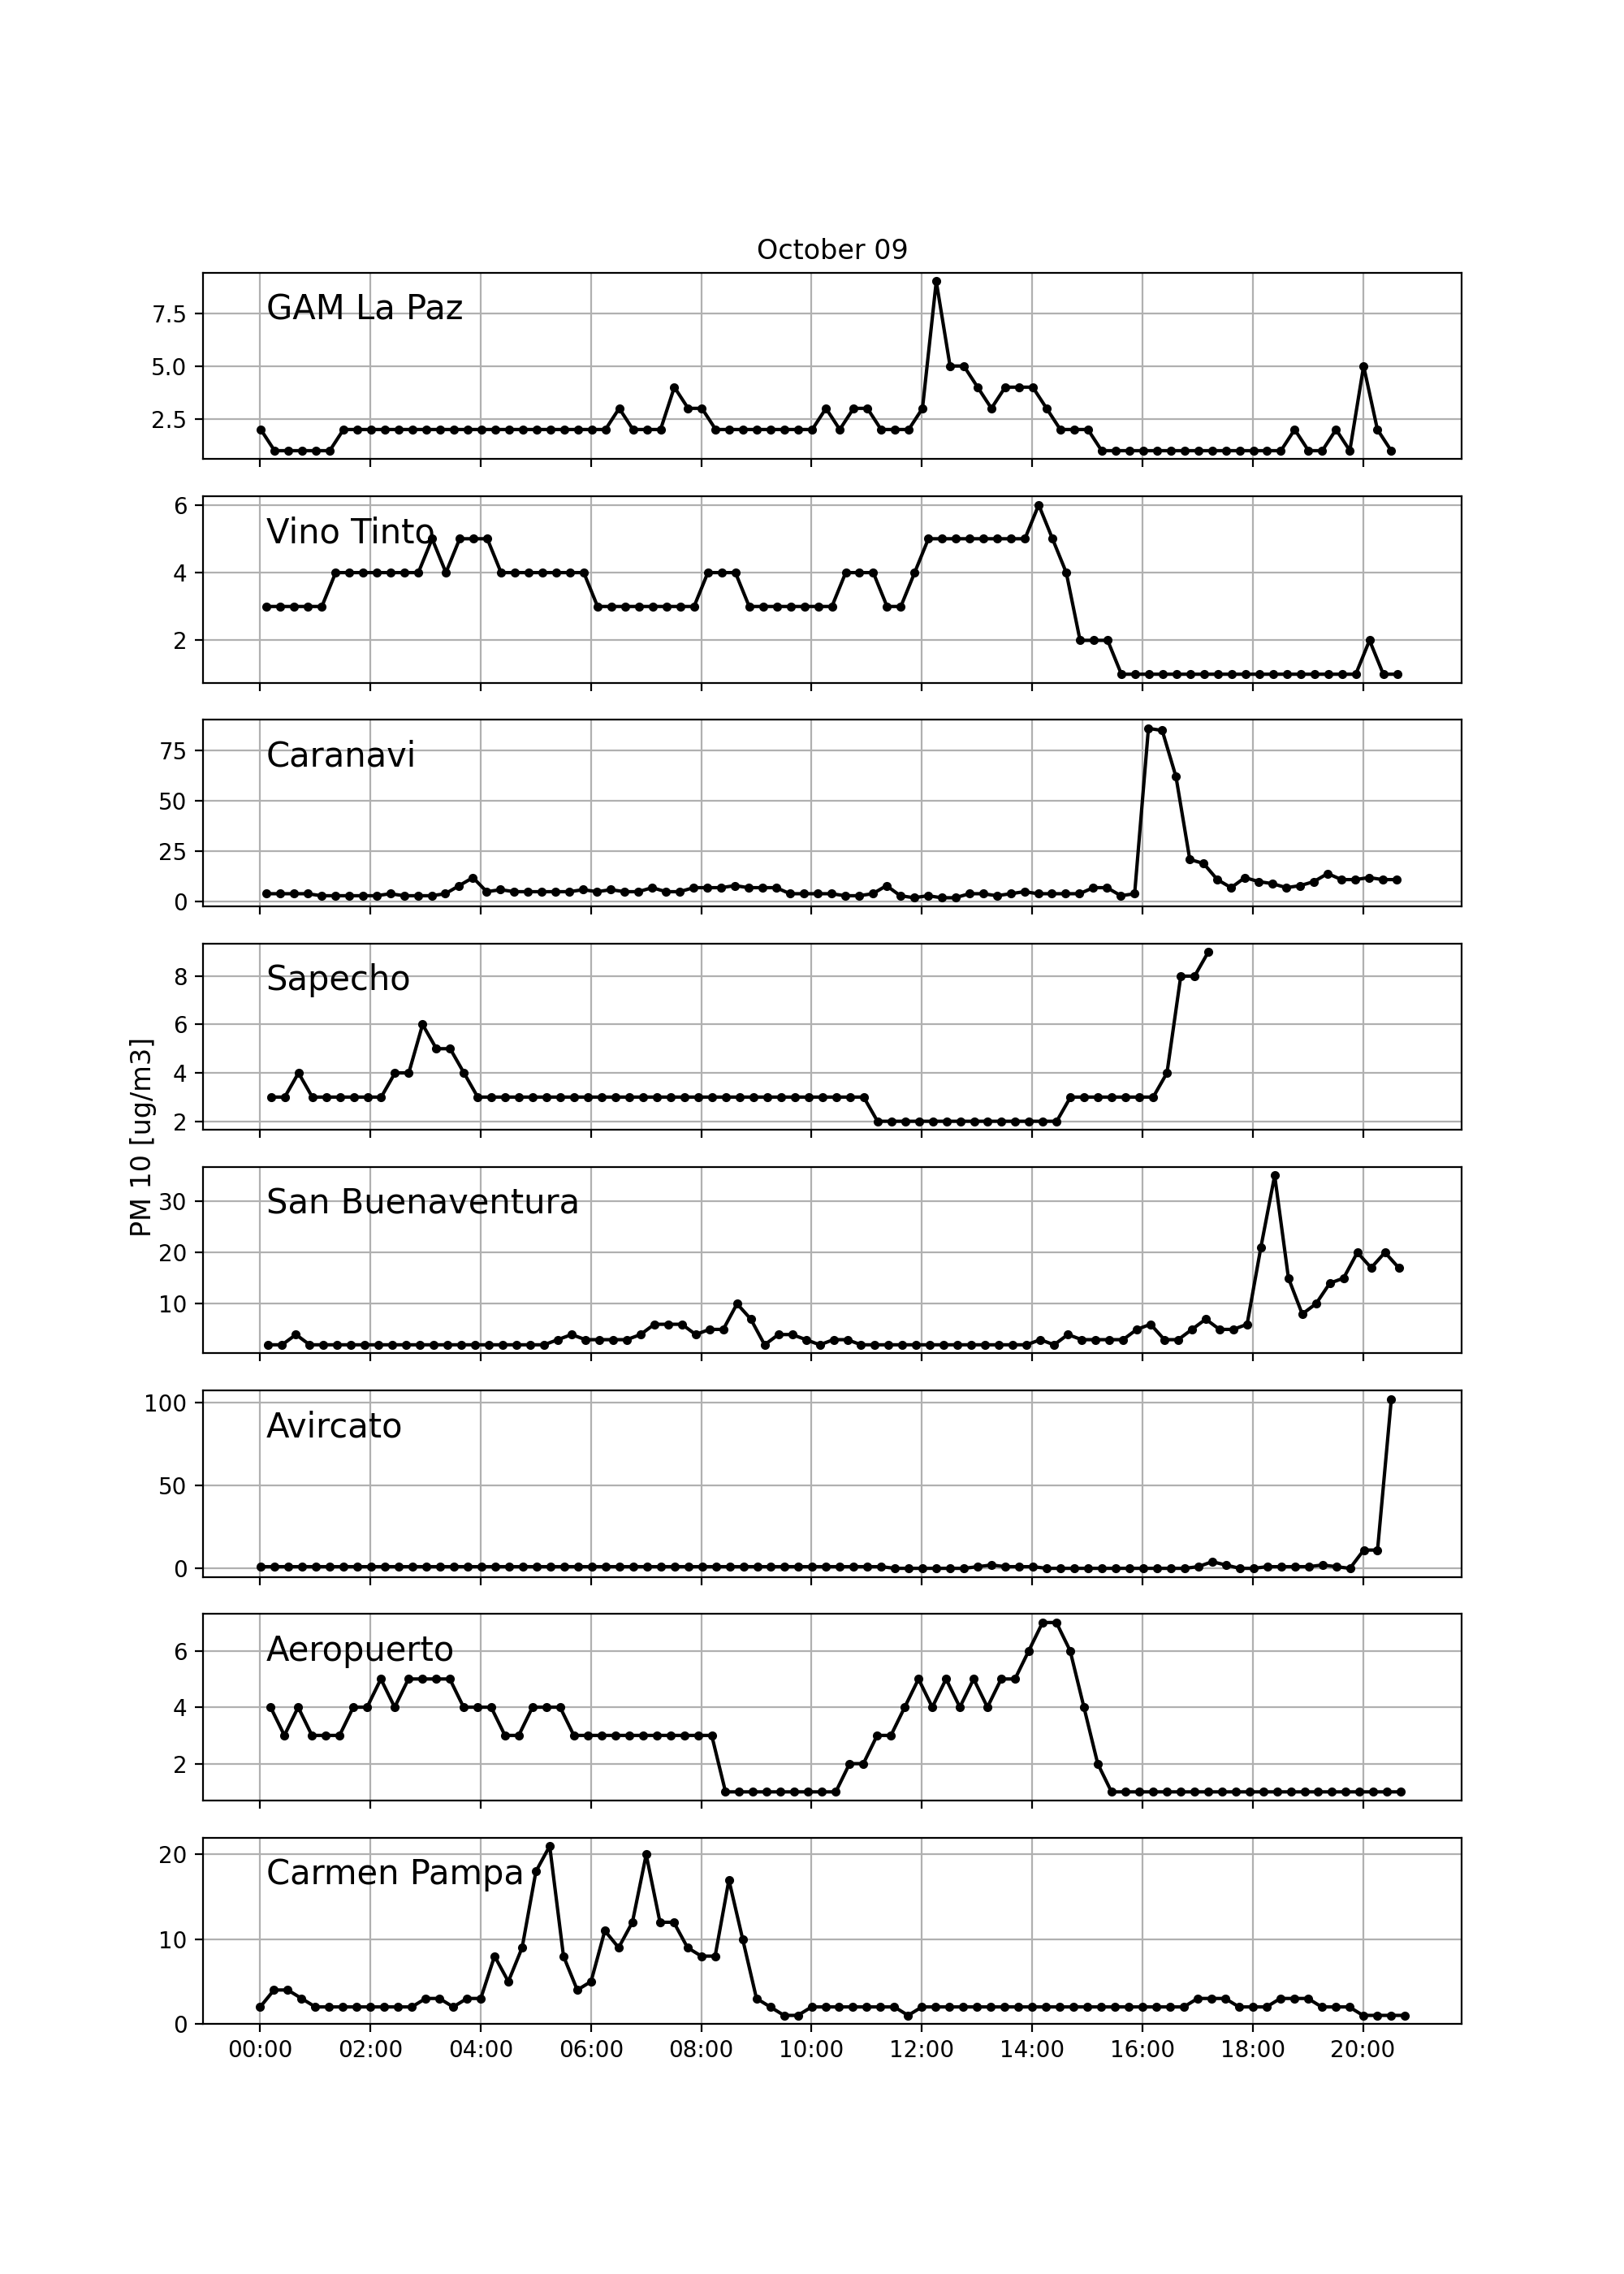 October 09
GAM La Paz
7.5
5.0
2.5
Vino Tinto
6
4
2
Caranavi
75
50
25
0
Sapecho
8
6
4
2
PM 10 [ug/m3]
San Buenaventura
30
20
10
Avircato
100
50
0
Aeropuerto
6
4
2
Carmen Pampa
20
10
0
00:00 02:00 04:00 06:00 08:00 10:00 12:00 14:00 16:00 18:00 20:00